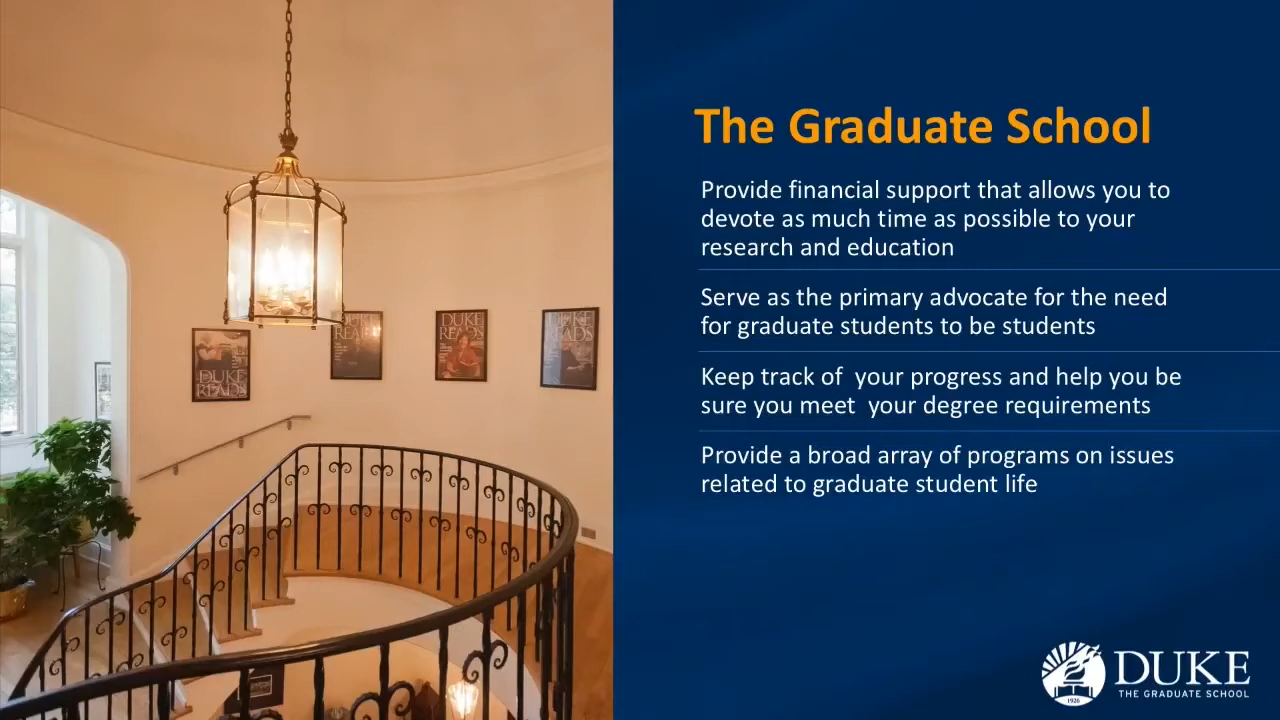 The Graduate School
Provide financial support that allows you to
devote as much time as possible to your
research and education
Serve as the primary advocate for the need
for graduate students to be students
Keep track of  your progress and help you be
sure you meet  your degree requirements
Provide a broad array of programs on issues
related to graduate student life
DUKE
READS
DUKE
READS
DUKE
READS
DUKE
READS
DUKE
THE GRADUATE SCHOOL
1926